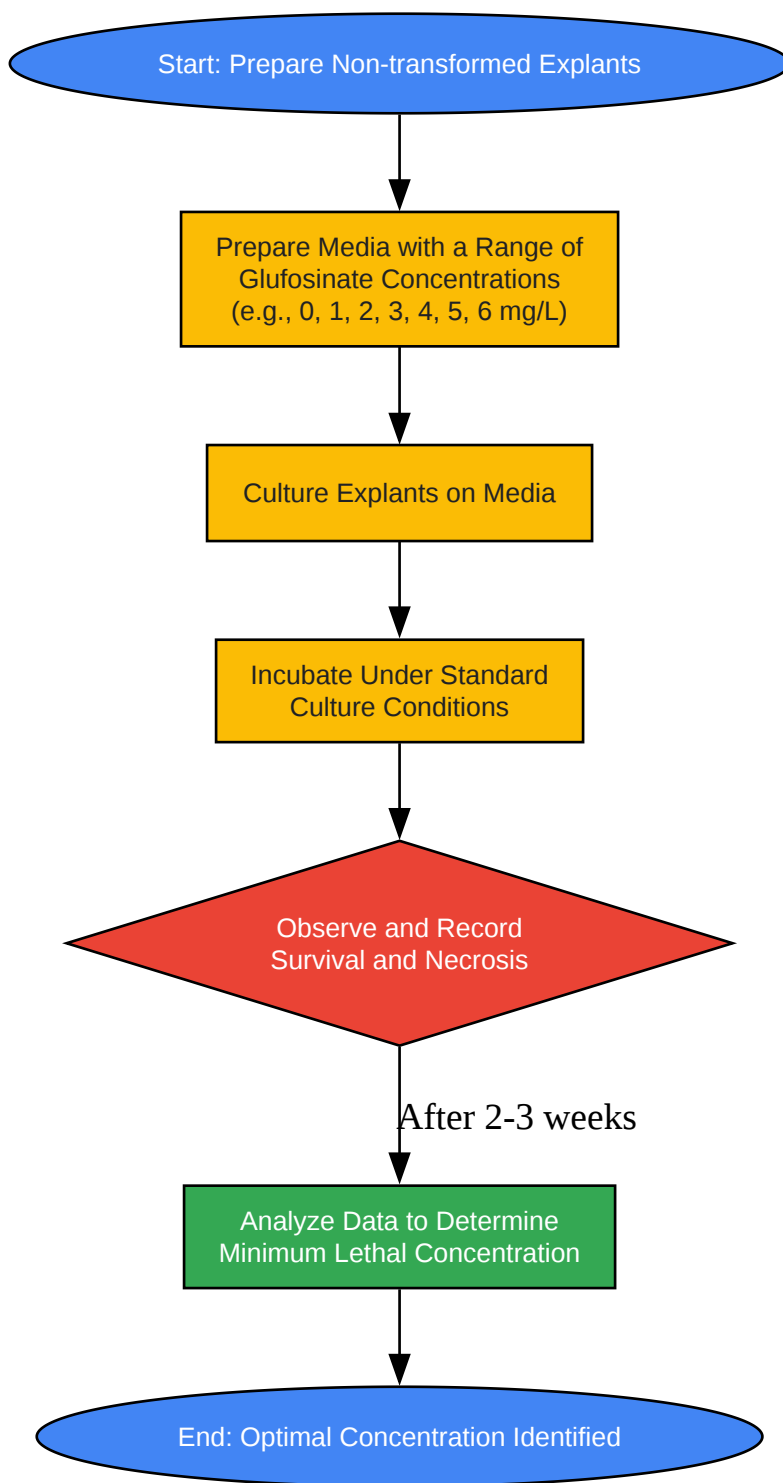 Start: Prepare Non-transformed Explants
Prepare Media with a Range of
Glufosinate Concentrations
(e.g., 0, 1, 2, 3, 4, 5, 6 mg/L)
Culture Explants on Media
Incubate Under Standard
Culture Conditions
Observe and Record
Survival and Necrosis
After 2-3 weeks
Analyze Data to Determine
Minimum Lethal Concentration
End: Optimal Concentration Identified